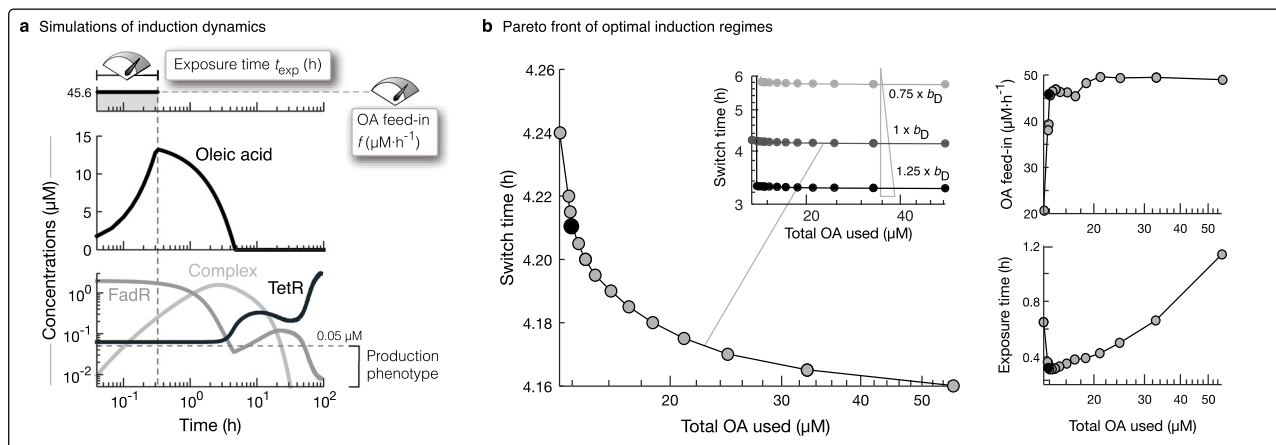 a Simulations of induction dynamics
Exposure time t_exp (h)
45.6
OA feed-in
f (µM·h⁻¹)
Concentrations (µM)
15
10
5
0
Oleic acid
10⁰
10⁻¹
10⁻²
FadR
Complex
TetR
0.05 µM
Production
phenotype
10⁻¹ 10⁰ 10¹ 10²
Time (h)
b Pareto front of optimal induction regimes
Switch time (h)
4.26
4.24
4.22
4.20
4.18
4.16
20 30 40 50
Total OA used (µM)
Switch time (h)
6
5
4
3
0.75 x b_D
1 x b_D
1.25 x b_D
20 40
Total OA used (µM)
OA feed-in (µM·h⁻¹)
50
40
30
20
20 30 40 50
Exposure time (h)
1.2
0.8
0.4
20 30 40 50
Total OA used (µM)